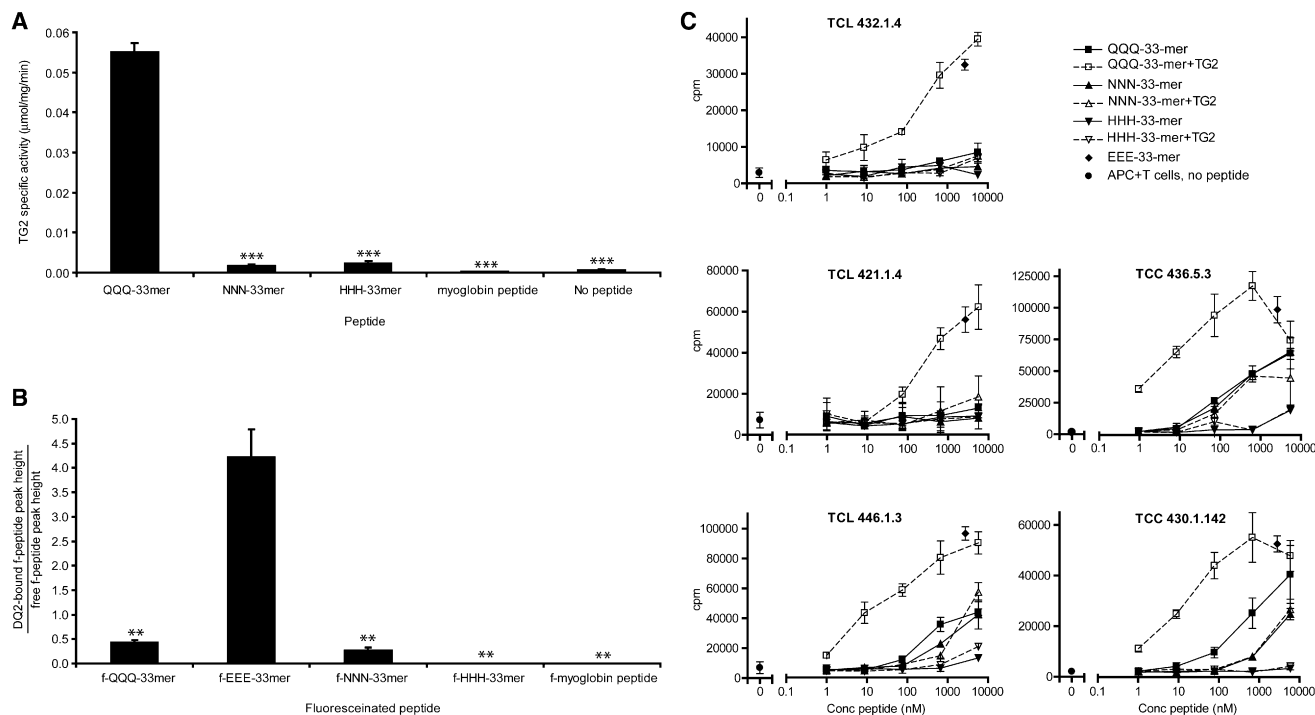 A
TG2 specific activity (µmol/mg/min)
0.06
0.05
0.04
0.03
0.02
0.01
0.00
*** *** *** ***
QQQ-33mer NNN-33mer HHH-33mer myoglobin peptide No peptide
Peptide
B
DQ2-bound f-peptide peak height
free f-peptide peak height
5.0
4.5
4.0
3.5
3.0
2.5
2.0
1.5
1.0
0.5
0.0
** ** ** **
f-QQQ-33mer f-EEE-33mer f-NNN-33mer f-HHH-33mer f-myoglobin peptide
Fluoresceinated peptide
C
TCL 432.1.4
cpm
40000
30000
20000
10000
0
0 0.1 1 10 100 1000 10000
QQQ-33-mer
QQQ-33-mer+TG2
NNN-33-mer
NNN-33-mer+TG2
HHH-33-mer
HHH-33-mer+TG2
EEE-33-mer
APC+T cells, no peptide
TCL 421.1.4
cpm
80000
60000
40000
20000
0
0 0.1 1 10 100 1000 10000
TCC 436.5.3
125000
100000
75000
50000
25000
0
0 0.1 1 10 100 1000 10000
TCL 446.1.3
cpm
100000
80000
60000
40000
20000
0
0 0.1 1 10 100 1000 10000
Conc peptide (nM)
TCC 430.1.142
60000
40000
20000
0
0 0.1 1 10 100 1000 10000
Conc peptide (nM)